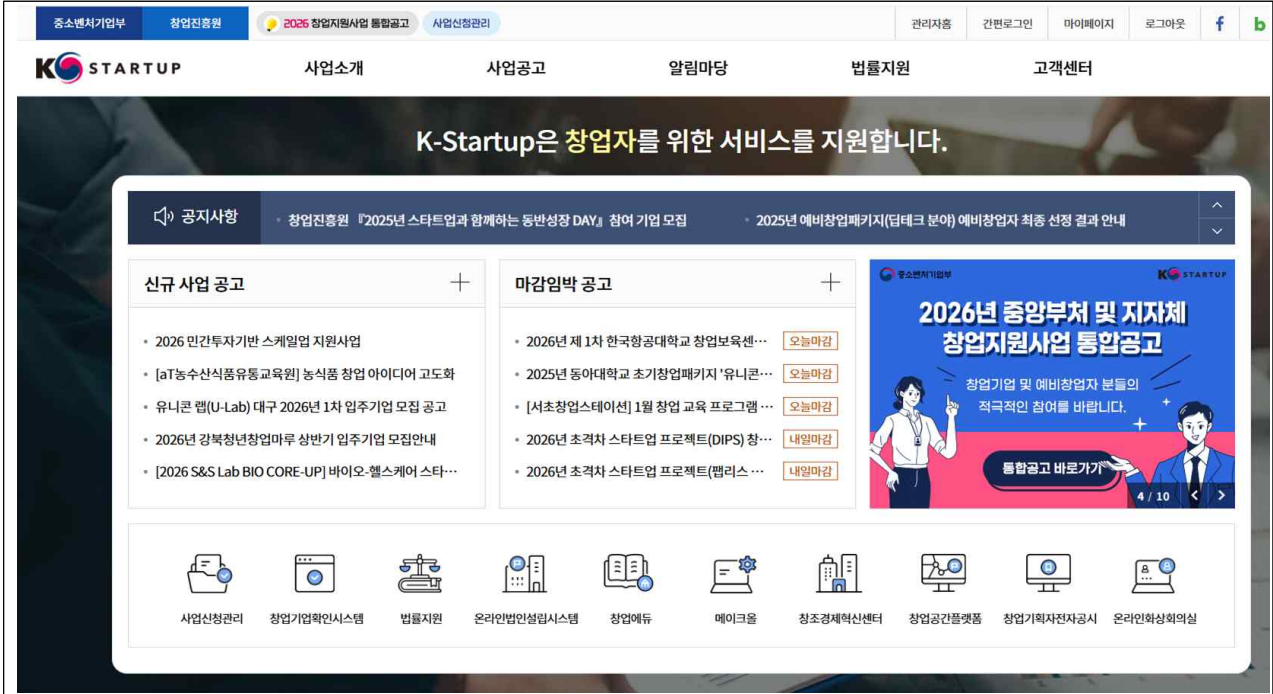 중소벤처기업부 창업진흥원 2026 창업지원사업 통합공고 사업신청관리 관리자홈 간편로그인 마이페이지 로그아웃 f b
K STARTUP 사업소개 사업공고 알림마당 법률지원 고객센터
K-Startup은 창업자를 위한 서비스를 지원합니다.
공지사항 · 창업진흥원 『2025년 스타트업과 함께하는 동반성장 DAY』 참여 기업 모집 · 2025년 예비창업패키지(딥테크 분야) 예비창업자 최종 선정 결과 안내
신규 사업 공고
· 2026 민간투자기반 스케일업 지원사업
· [aT농수산식품유통교육원] 농식품 창업 아이디어 고도화
· 유니콘 랩(U-Lab) 대구 2026년 1차 입주기업 모집 공고
· 2026년 강북청년창업마루 상반기 입주기업 모집안내
· [2026 S&S Lab BIO CORE-UP] 바이오-헬스케어 스타…
마감임박 공고
· 2026년 제 1차 한국항공대학교 창업보육센… 오늘마감
· 2025년 동아대학교 초기창업패키지 '유니콘… 오늘마감
· [서초창업스테이션] 1월 창업 교육 프로그램 … 오늘마감
· 2026년 초격차 스타트업 프로젝트(DIPS) 창… 내일마감
· 2026년 초격차 스타트업 프로젝트(팹리스 … 내일마감
중소벤처기업부 K STARTUP
2026년 중앙부처 및 지자체
창업지원사업 통합공고
창업기업 및 예비창업자 분들의
적극적인 참여를 바랍니다.
통합공고 바로가기
4 / 10
사업신청관리 창업기업확인시스템 법률지원 온라인법인설립시스템 창업에듀 메이크올 창조경제혁신센터 창업공간플랫폼 창업기획자전자공시 온라인화상회의실